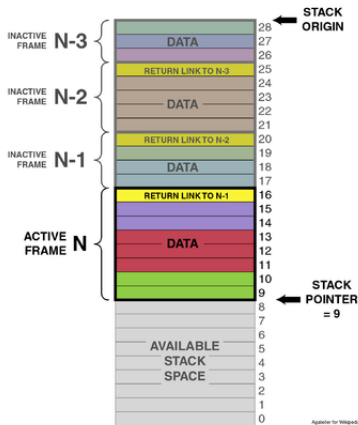 STACK
ORIGIN
INACTIVE
FRAME N-3
DATA
28
27
26
INACTIVE
FRAME N-2
RETURN LINK TO N-3
DATA
25
24
23
22
21
INACTIVE
FRAME N-1
RETURN LINK TO N-2
DATA
20
19
18
17
ACTIVE
FRAME N
RETURN LINK TO N-1
DATA
16
15
14
13
12
11
10
9
STACK
POINTER
= 9
AVAILABLE
STACK
SPACE
8
7
6
5
4
3
2
1
0
for Wikipedia